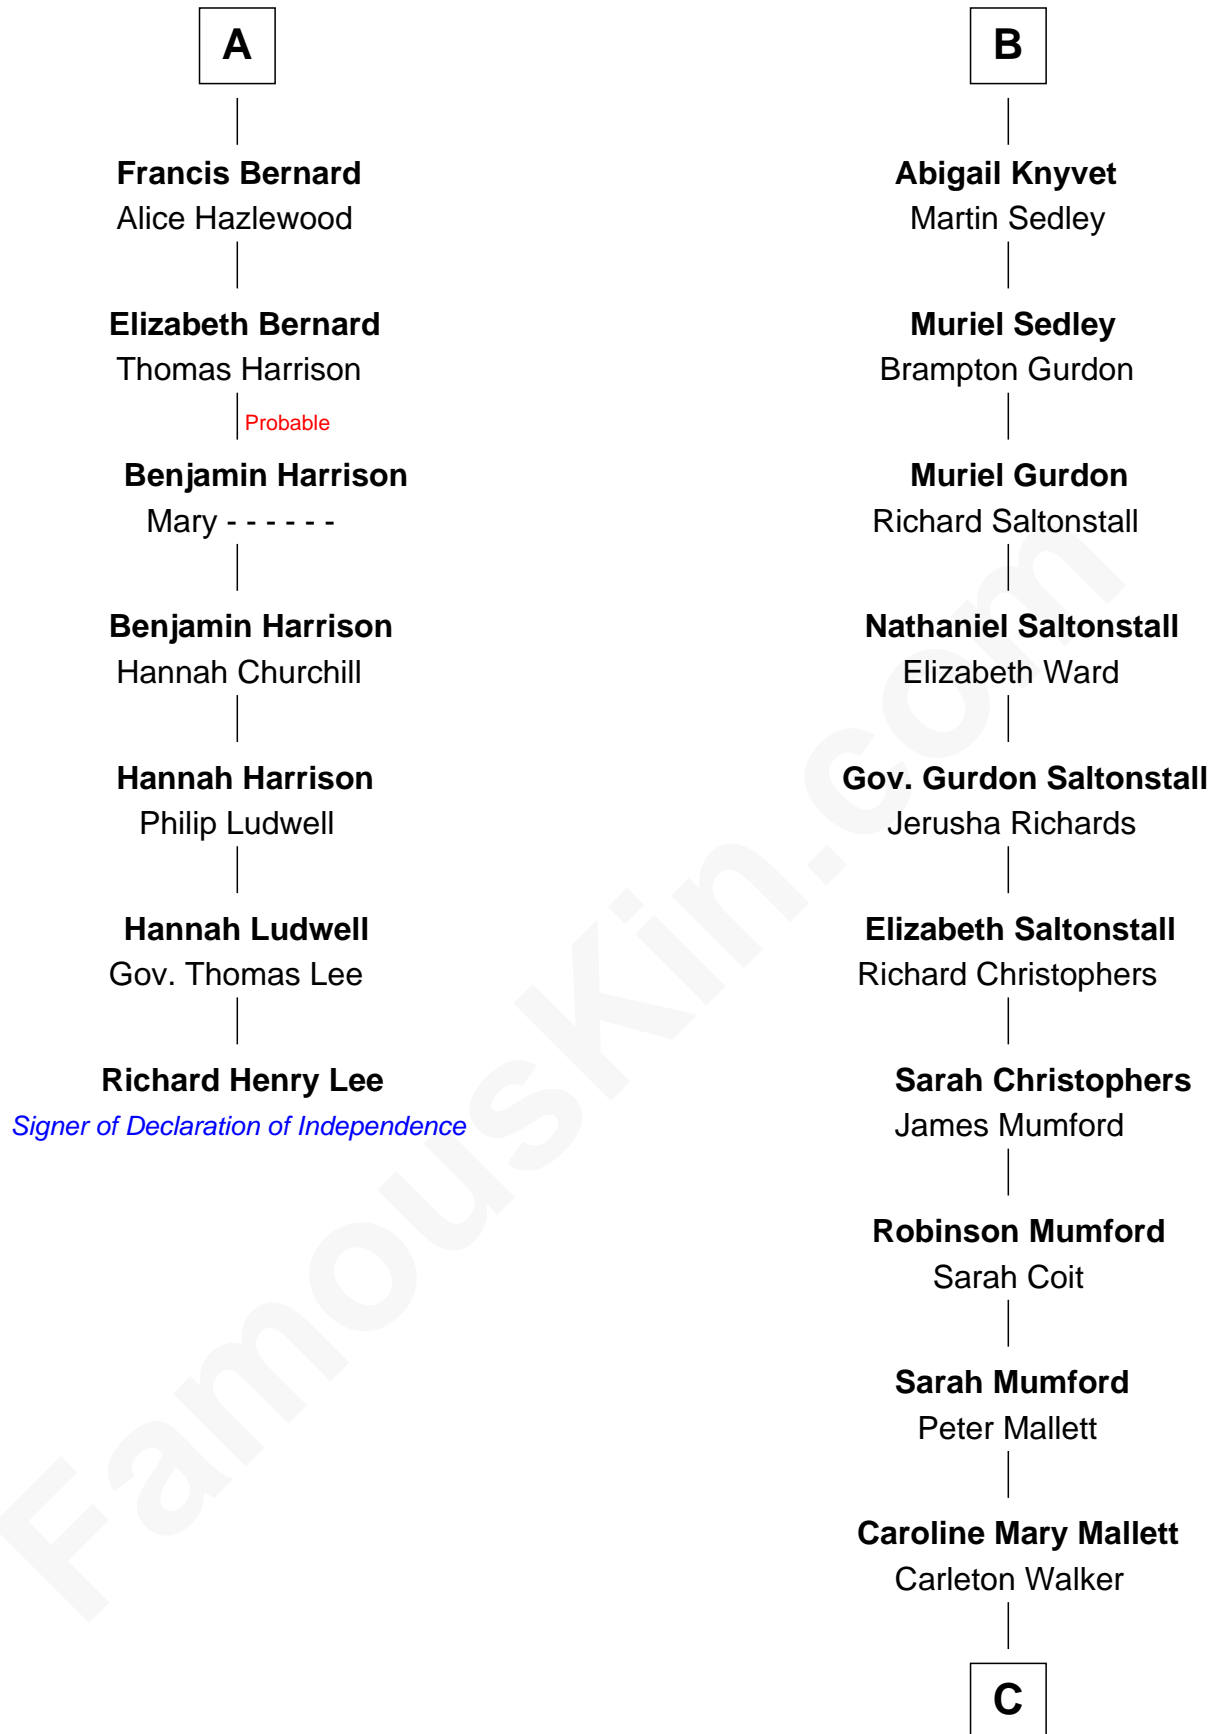 A
Francis Bernard
Alice Hazlewood
Elizabeth Bernard
Thomas Harrison
Probable
Benjamin Harrison
Mary - - - - - -
Benjamin Harrison
Hannah Churchill
Hannah Harrison
Philip Ludwell
Hannah Ludwell
Gov. Thomas Lee
Richard Henry Lee
Signer of Declaration of Independence
B
Abigail Knyvet
Martin Sedley
Muriel Sedley
Brampton Gurdon
Muriel Gurdon
Richard Saltonstall
Nathaniel Saltonstall
Elizabeth Ward
Gov. Gurdon Saltonstall
Jerusha Richards
Elizabeth Saltonstall
Richard Christophers
Sarah Christophers
James Mumford
Robinson Mumford
Sarah Coit
Sarah Mumford
Peter Mallett
Caroline Mary Mallett
Carleton Walker
C
FamousKin.com